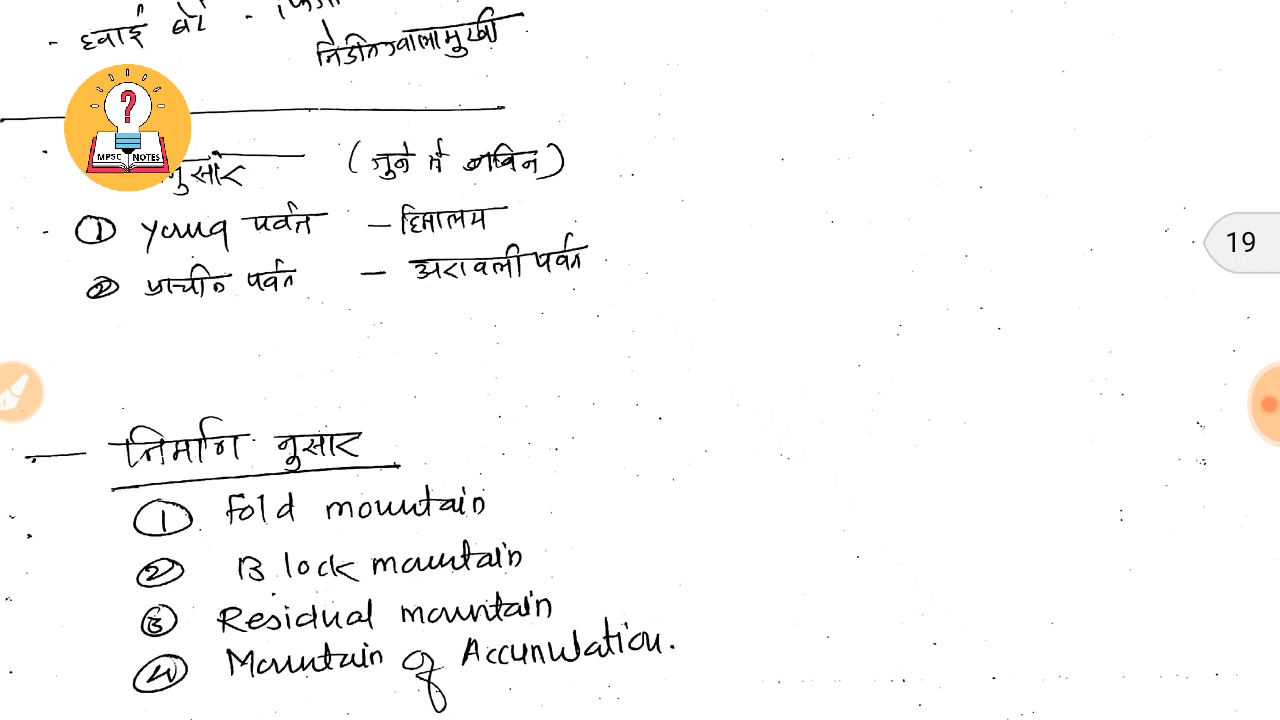 - हवाई बेटे -
निद्रीत ज्वालामुखी
MPSC NOTES
नुसार (जुने ते नविन)
① Young पर्वत - हिमालय
② प्राचीन पर्वत - अरावली पर्वत
19
- निर्माण नुसार
① Fold mountain
② Block mountain
③ Residual mountain
④ Mountain of Accumulation.